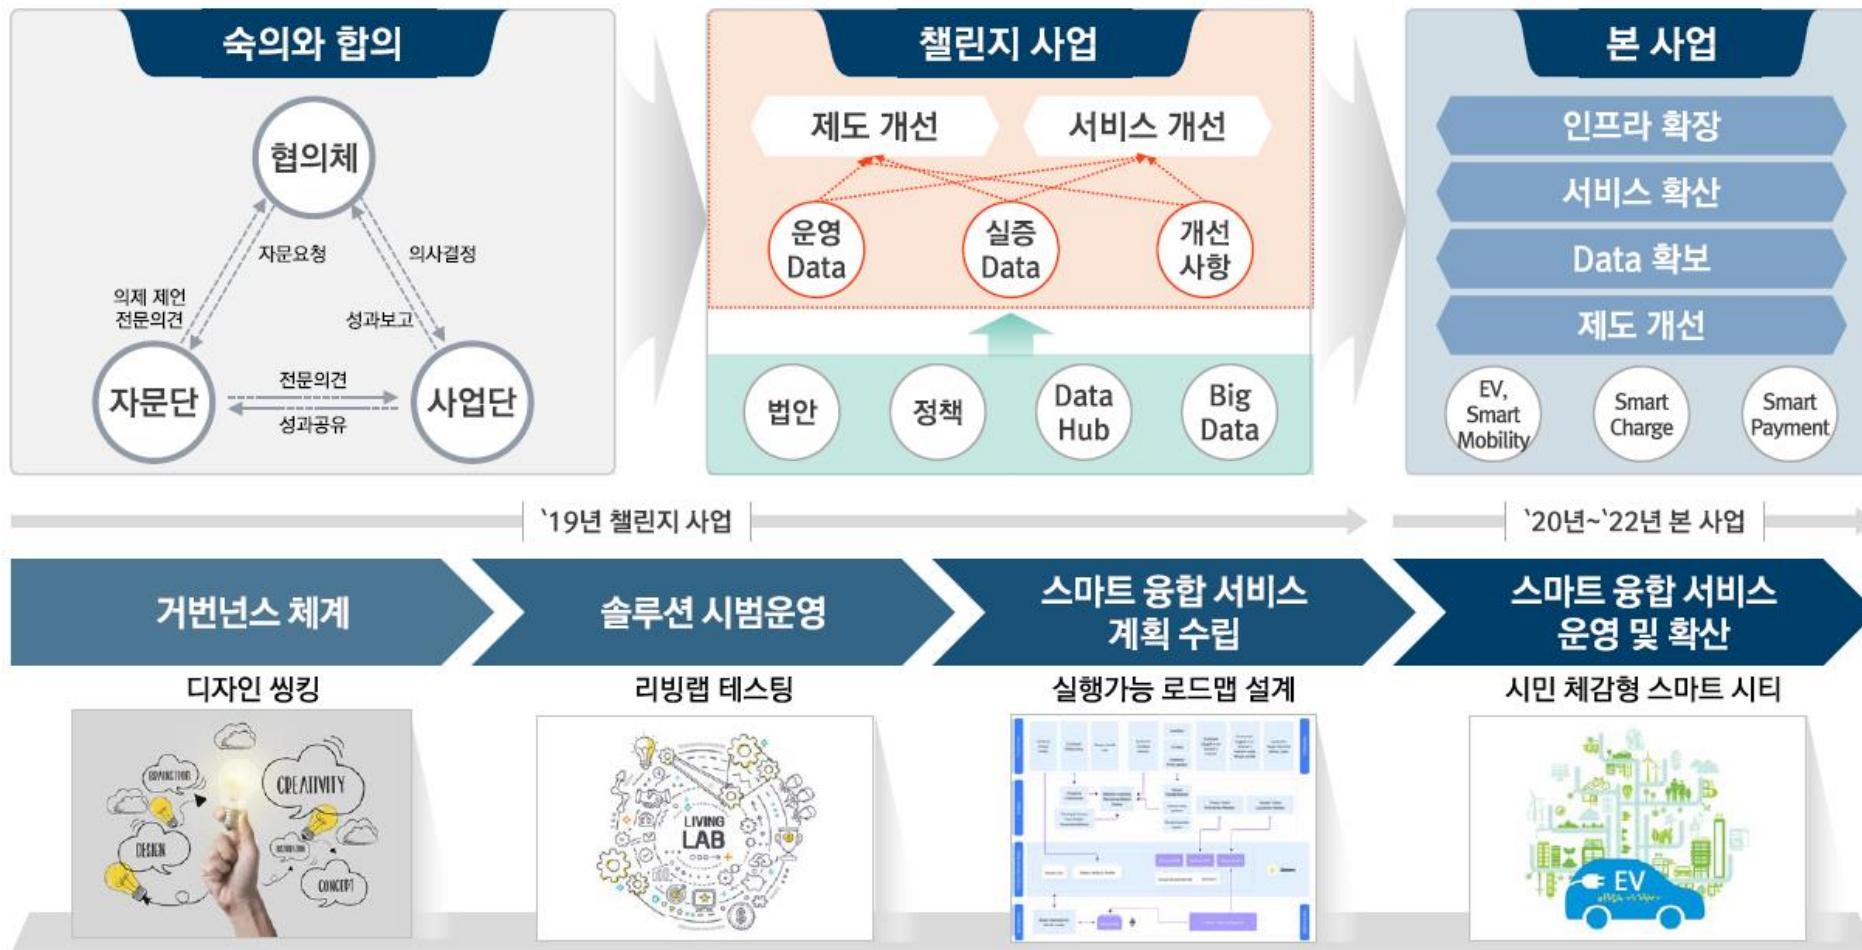 숙의와 합의
협의체
자문요청
의사결정
의제 제언
전문의견
성과보고
자문단
전문의견
성과공유
사업단
챌린지 사업
제도 개선
서비스 개선
운영
Data
실증
Data
개선
사항
법안
정책
Data
Hub
Big
Data
본 사업
인프라 확장
서비스 확산
Data 확보
제도 개선
EV,
Smart
Mobility
Smart
Charge
Smart
Payment
`19년 챌린지 사업
`20년~`22년 본 사업
거번넌스 체계
솔루션 시범운영
스마트 융합 서비스
계획 수립
스마트 융합 서비스
운영 및 확산
디자인 씽킹
리빙랩 테스팅
실행가능 로드맵 설계
시민 체감형 스마트 시티
CREATIVITY
DESIGN
CONCEPT
LIVING
LAB
EV